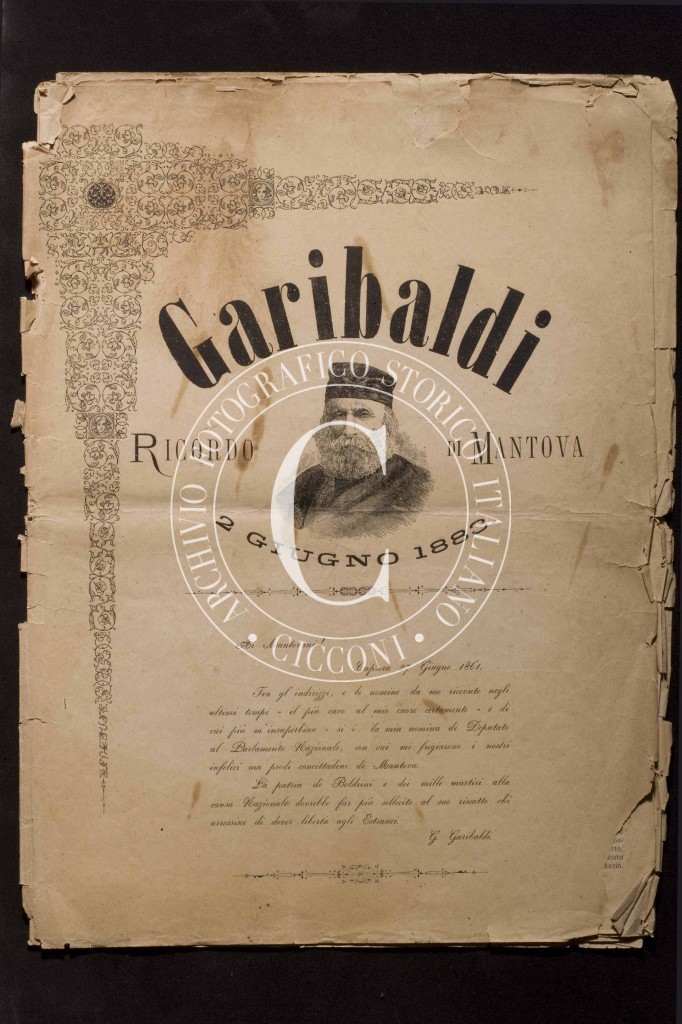 Garibaldi
RICORDO DI MANTOVA
2 GIUGNO 188
Ai Mantovani!
Caprera 27 Giugno 1861.
Fra gl' indirizzi, e le nomine da me ricevute negli
ultimi tempi - il più caro al mio cuore certamente - e di
cui più m'insuperbisco - si è la mia nomina di Deputato
al Parlamento Nazionale, con cui mi fregiarono i nostri
infelici ma prodi concittadini di Mantova.
La patria di Boldrini e dei mille martiri alla
causa Nazionale dovrebbe far più sollecito al suo riscatto chi
arrossisce di dover libertà agli Estranei.
G. Garibaldi.
ARCHIVIO FOTOGRAFICO STORICO ITALIANO
• CICCONI •
C